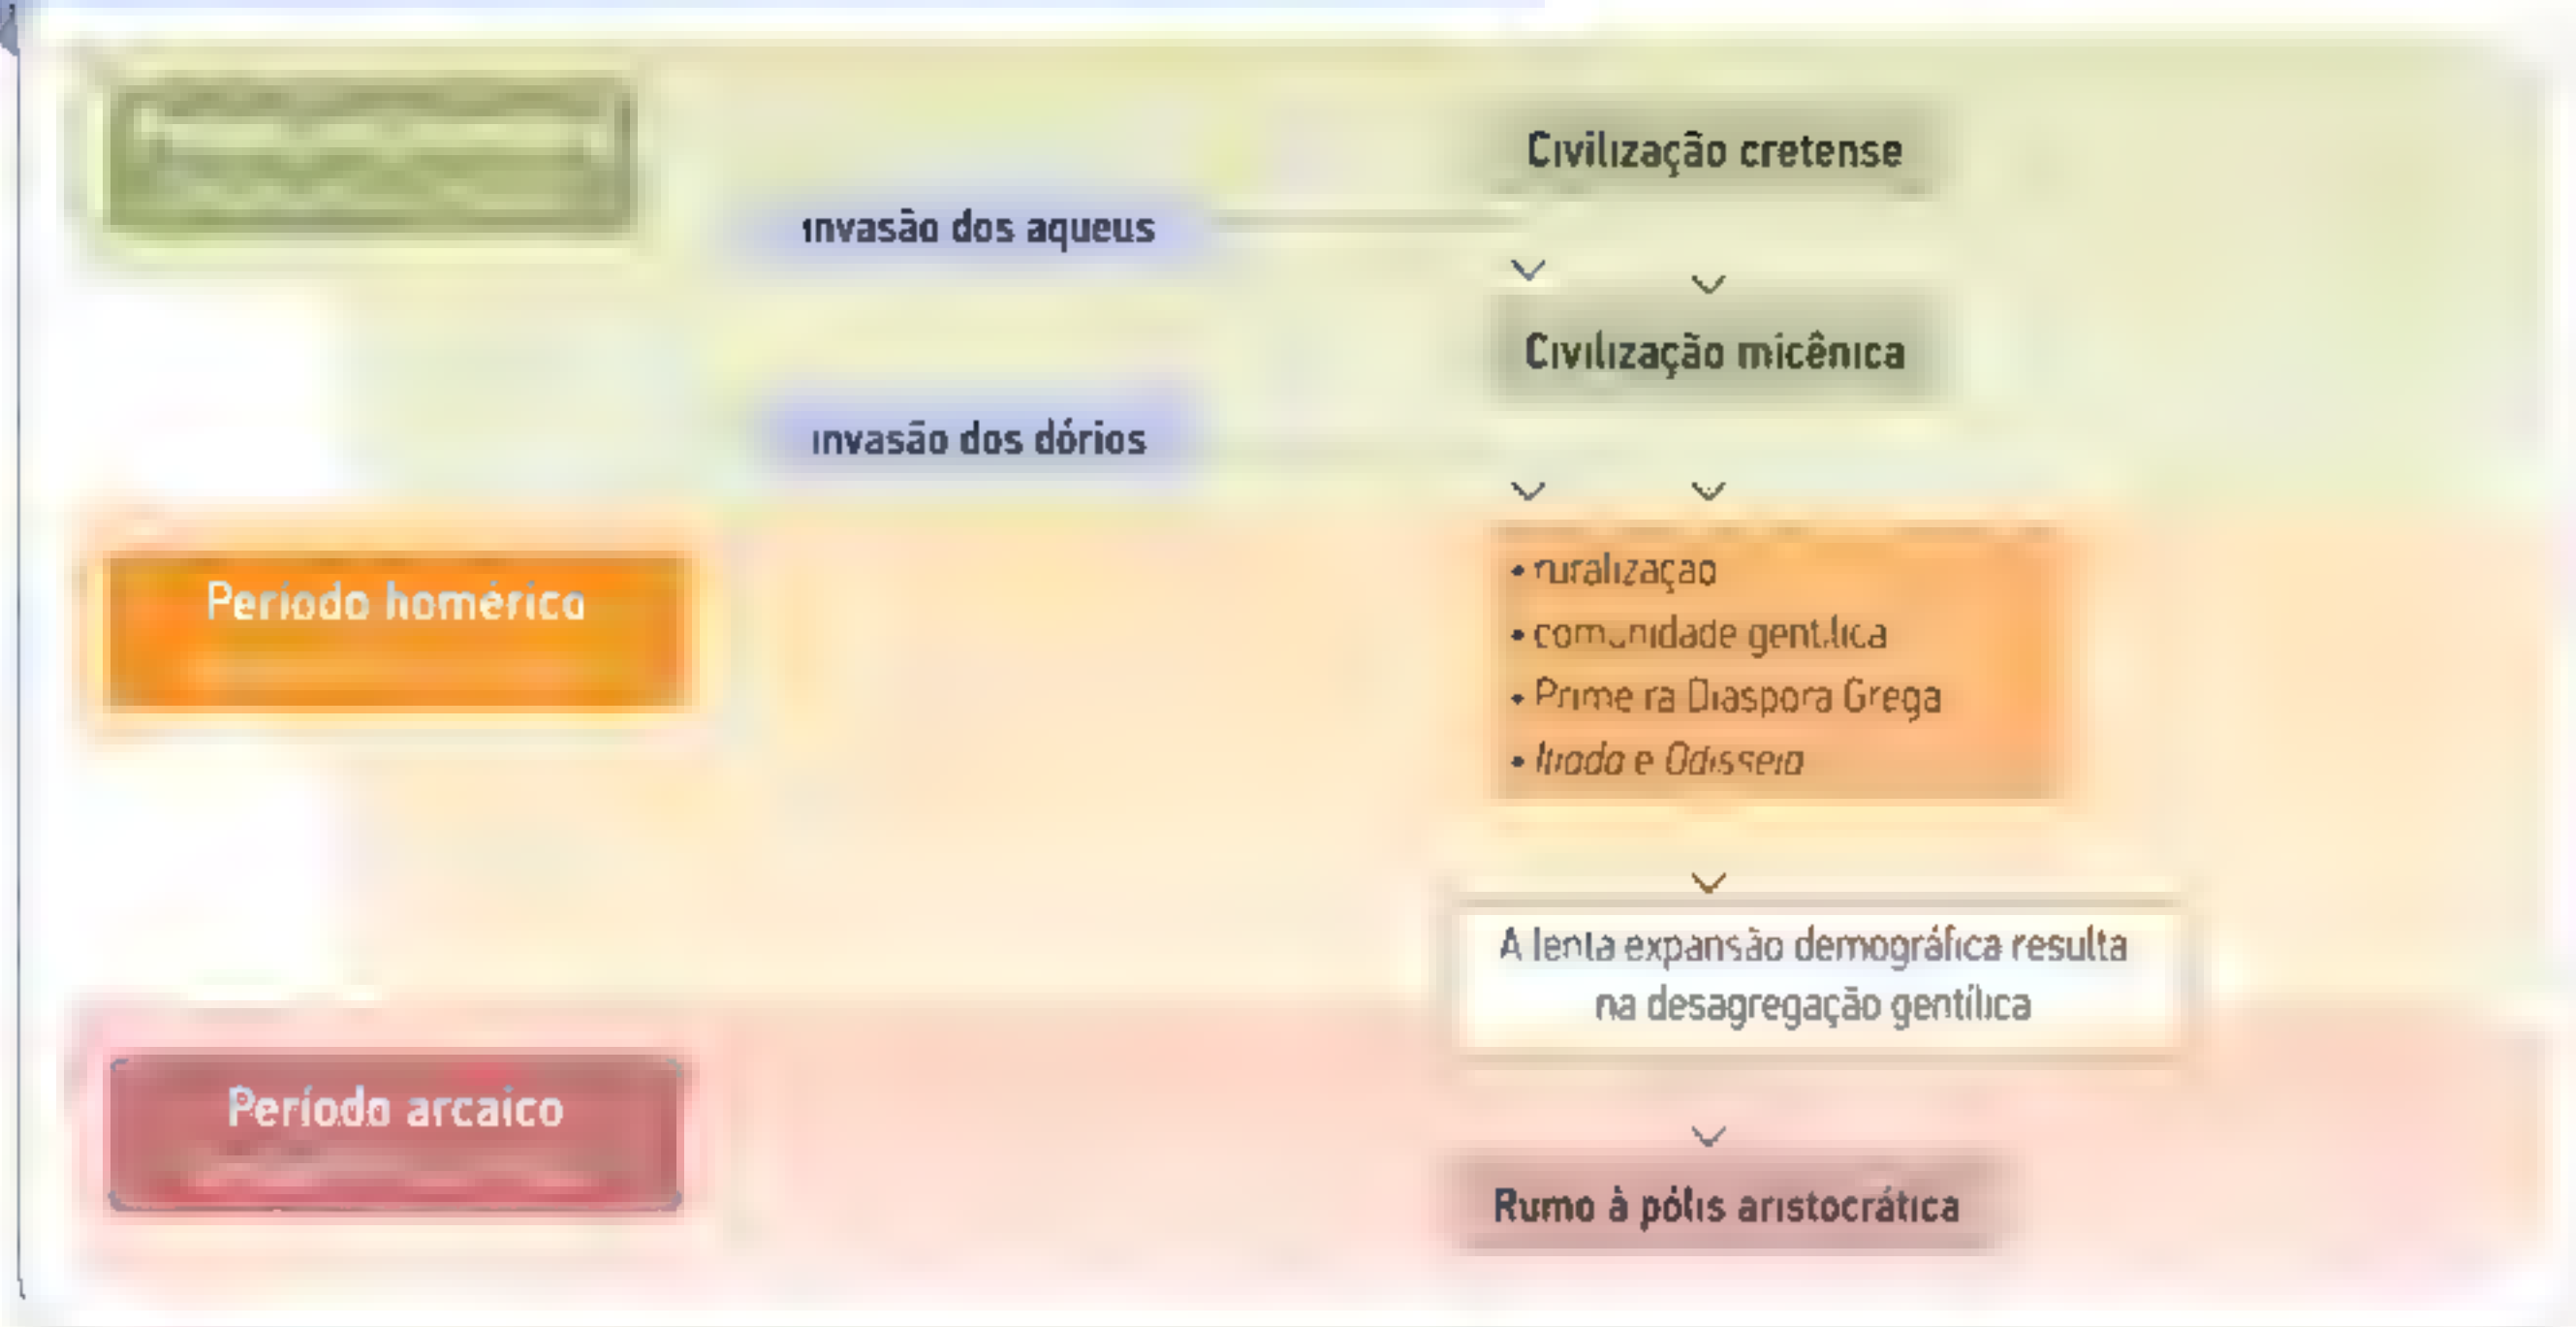 Civilização cretense
invasão dos aqueus
Civilização micênica
invasão dos dórios
Período homérico
• ruralização
• comunidade gentílica
• Primeira Diáspora Grega
• Ilíada e Odisseia
A lenta expansão demográfica resulta
na desagregação gentílica
Período arcaico
Rumo à pólis aristocrática